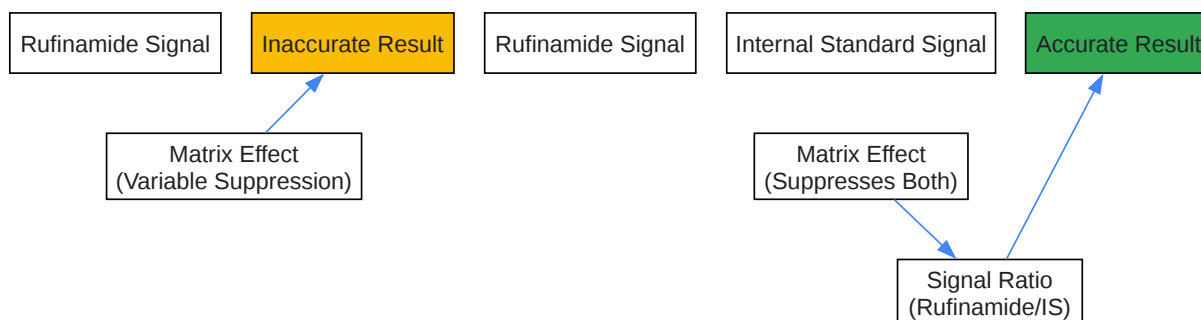 Rufinamide Signal
Inaccurate Result
Rufinamide Signal
Internal Standard Signal
Accurate Result
Matrix Effect
(Variable Suppression)
Matrix Effect
(Suppresses Both)
Signal Ratio
(Rufinamide/IS)